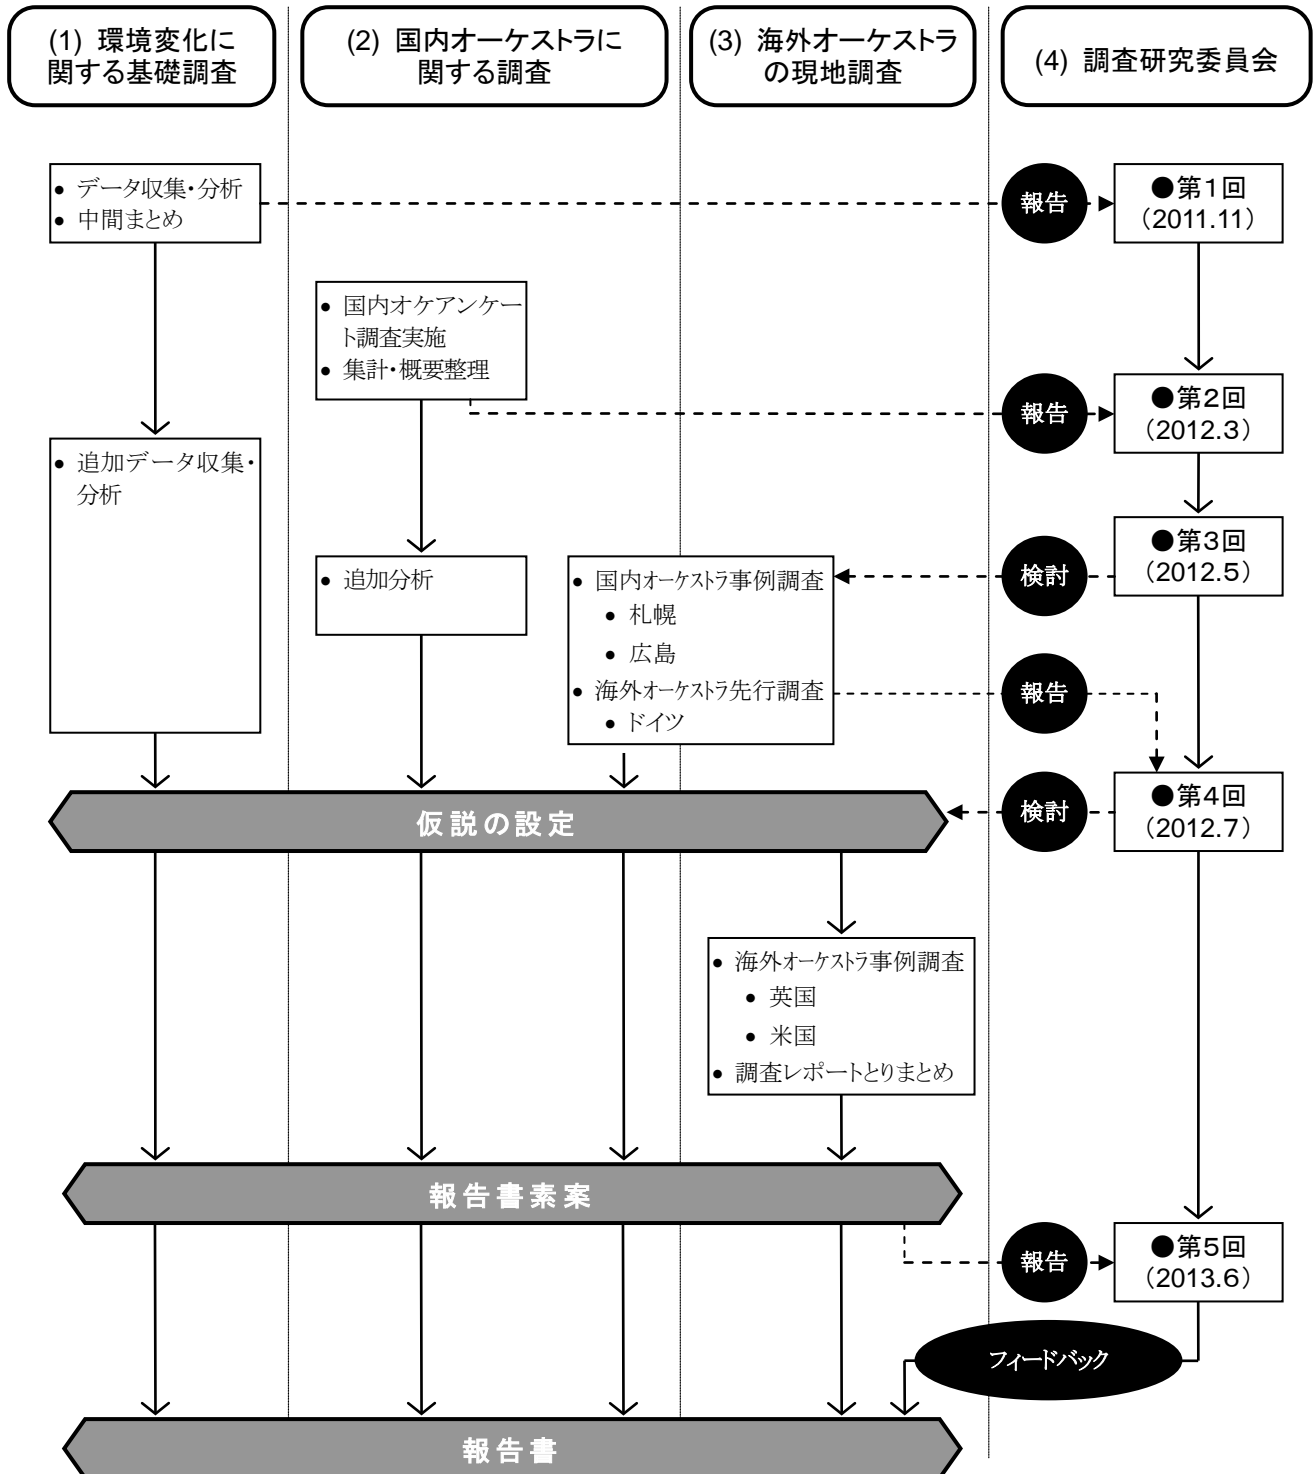 (1) 環境変化に
関する基礎調査
(2) 国内オーケストラに
関する調査
(3) 海外オーケストラ
の現地調査
(4) 調査研究委員会
• データ収集・分析
• 中間まとめ
報告
●第1回
（2011.11）
• 国内オケアンケー
ト調査実施
• 集計・概要整理
報告
●第2回
（2012.3）
• 追加データ収集・
分析
●第3回
（2012.5）
検討
• 追加分析
• 国内オーケストラ事例調査
• 札幌
• 広島
• 海外オーケストラ先行調査
• ドイツ
報告
仮説の設定
検討
●第4回
（2012.7）
• 海外オーケストラ事例調査
• 英国
• 米国
• 調査レポートとりまとめ
報告書素案
報告
●第5回
（2013.6）
フィードバック
報告書